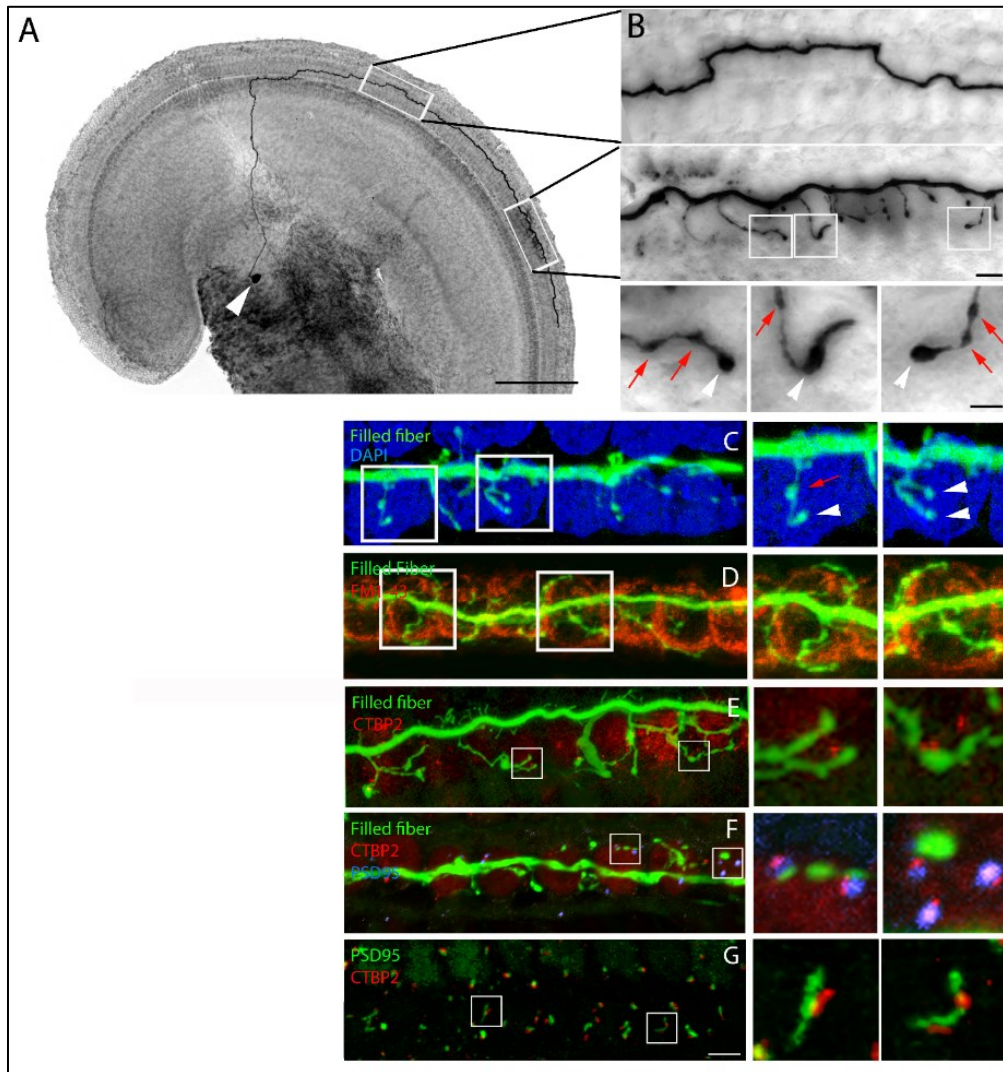 A
B
Filled fiber
DAPI
C
Filled Fiber
D
Filled fiber
CTBP2
E
Filled fiber
CTBP2
PSD95
F
PSD95
CTBP2
G